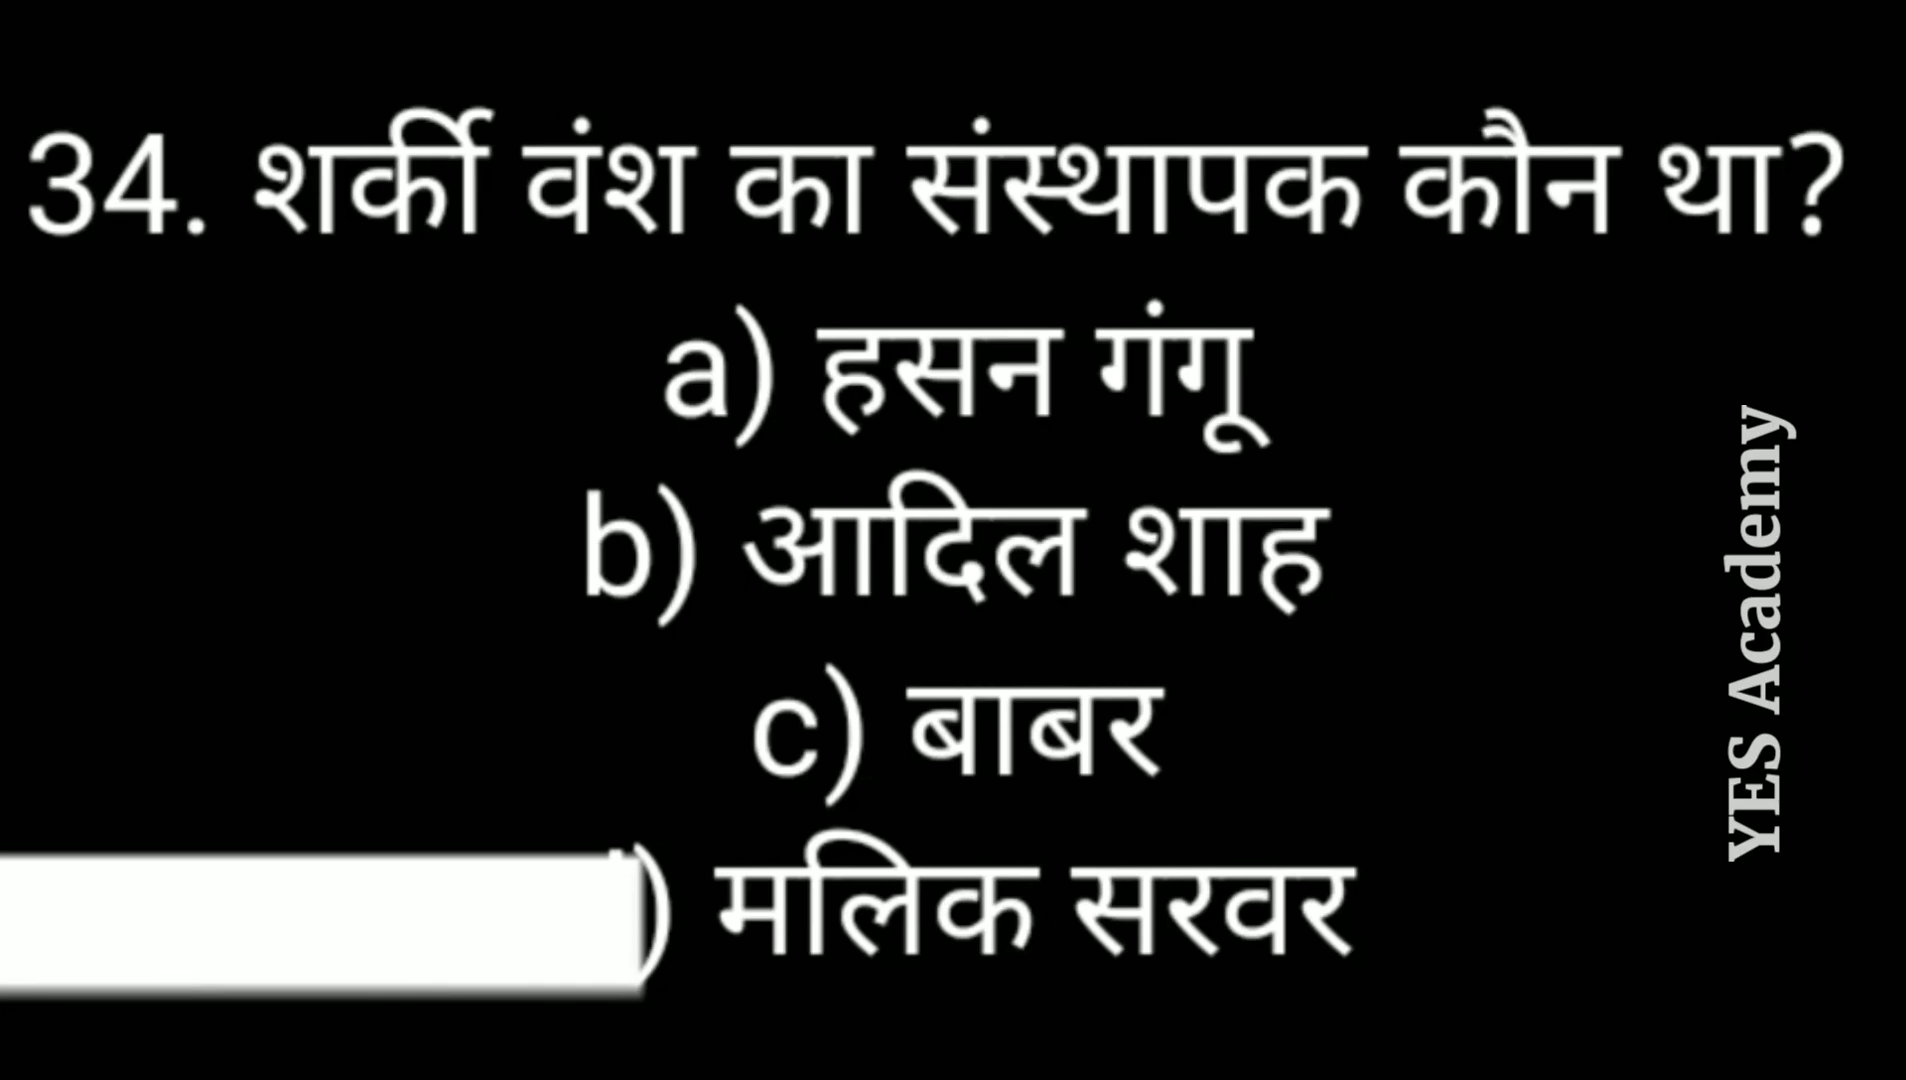 34. शर्की वंश का संस्थापक कौन था?
a) हसन गंगू
b) आदिल शाह
c) बाबर
) मलिक सरवर
YES Academy